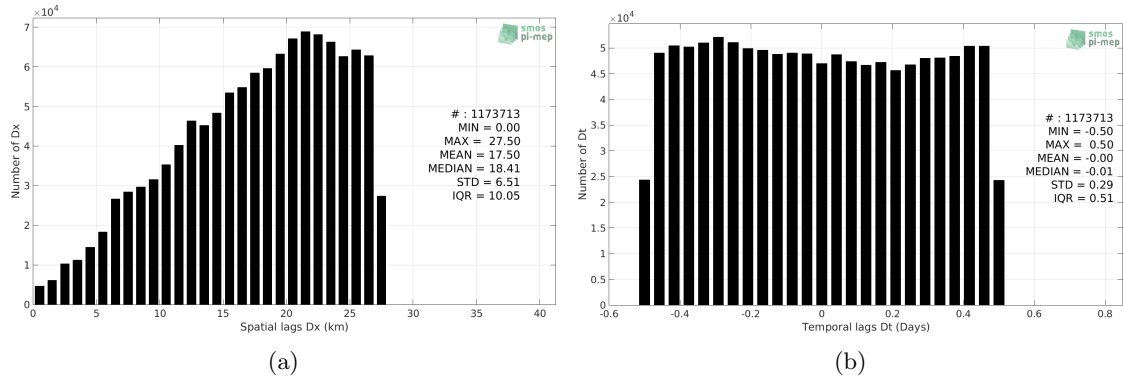 ×10⁴
7
6
5
4
3
2
1
0
Number of Dx
0 5 10 15 20 25 30 35 40
Spatial lags Dx (km)
smos
pi-mep
# : 1173713
MIN = 0.00
MAX = 27.50
MEAN = 17.50
MEDIAN = 18.41
STD = 6.51
IQR = 10.05
(a)
×10⁴
5
4.5
4
3.5
3
2.5
2
1.5
1
0.5
0
Number of Dt
-0.6 -0.4 -0.2 0 0.2 0.4 0.6 0.8
Temporal lags Dt (Days)
smos
pi-mep
# : 1173713
MIN = -0.50
MAX = 0.50
MEAN = -0.00
MEDIAN = -0.01
STD = 0.29
IQR = 0.51
(b)